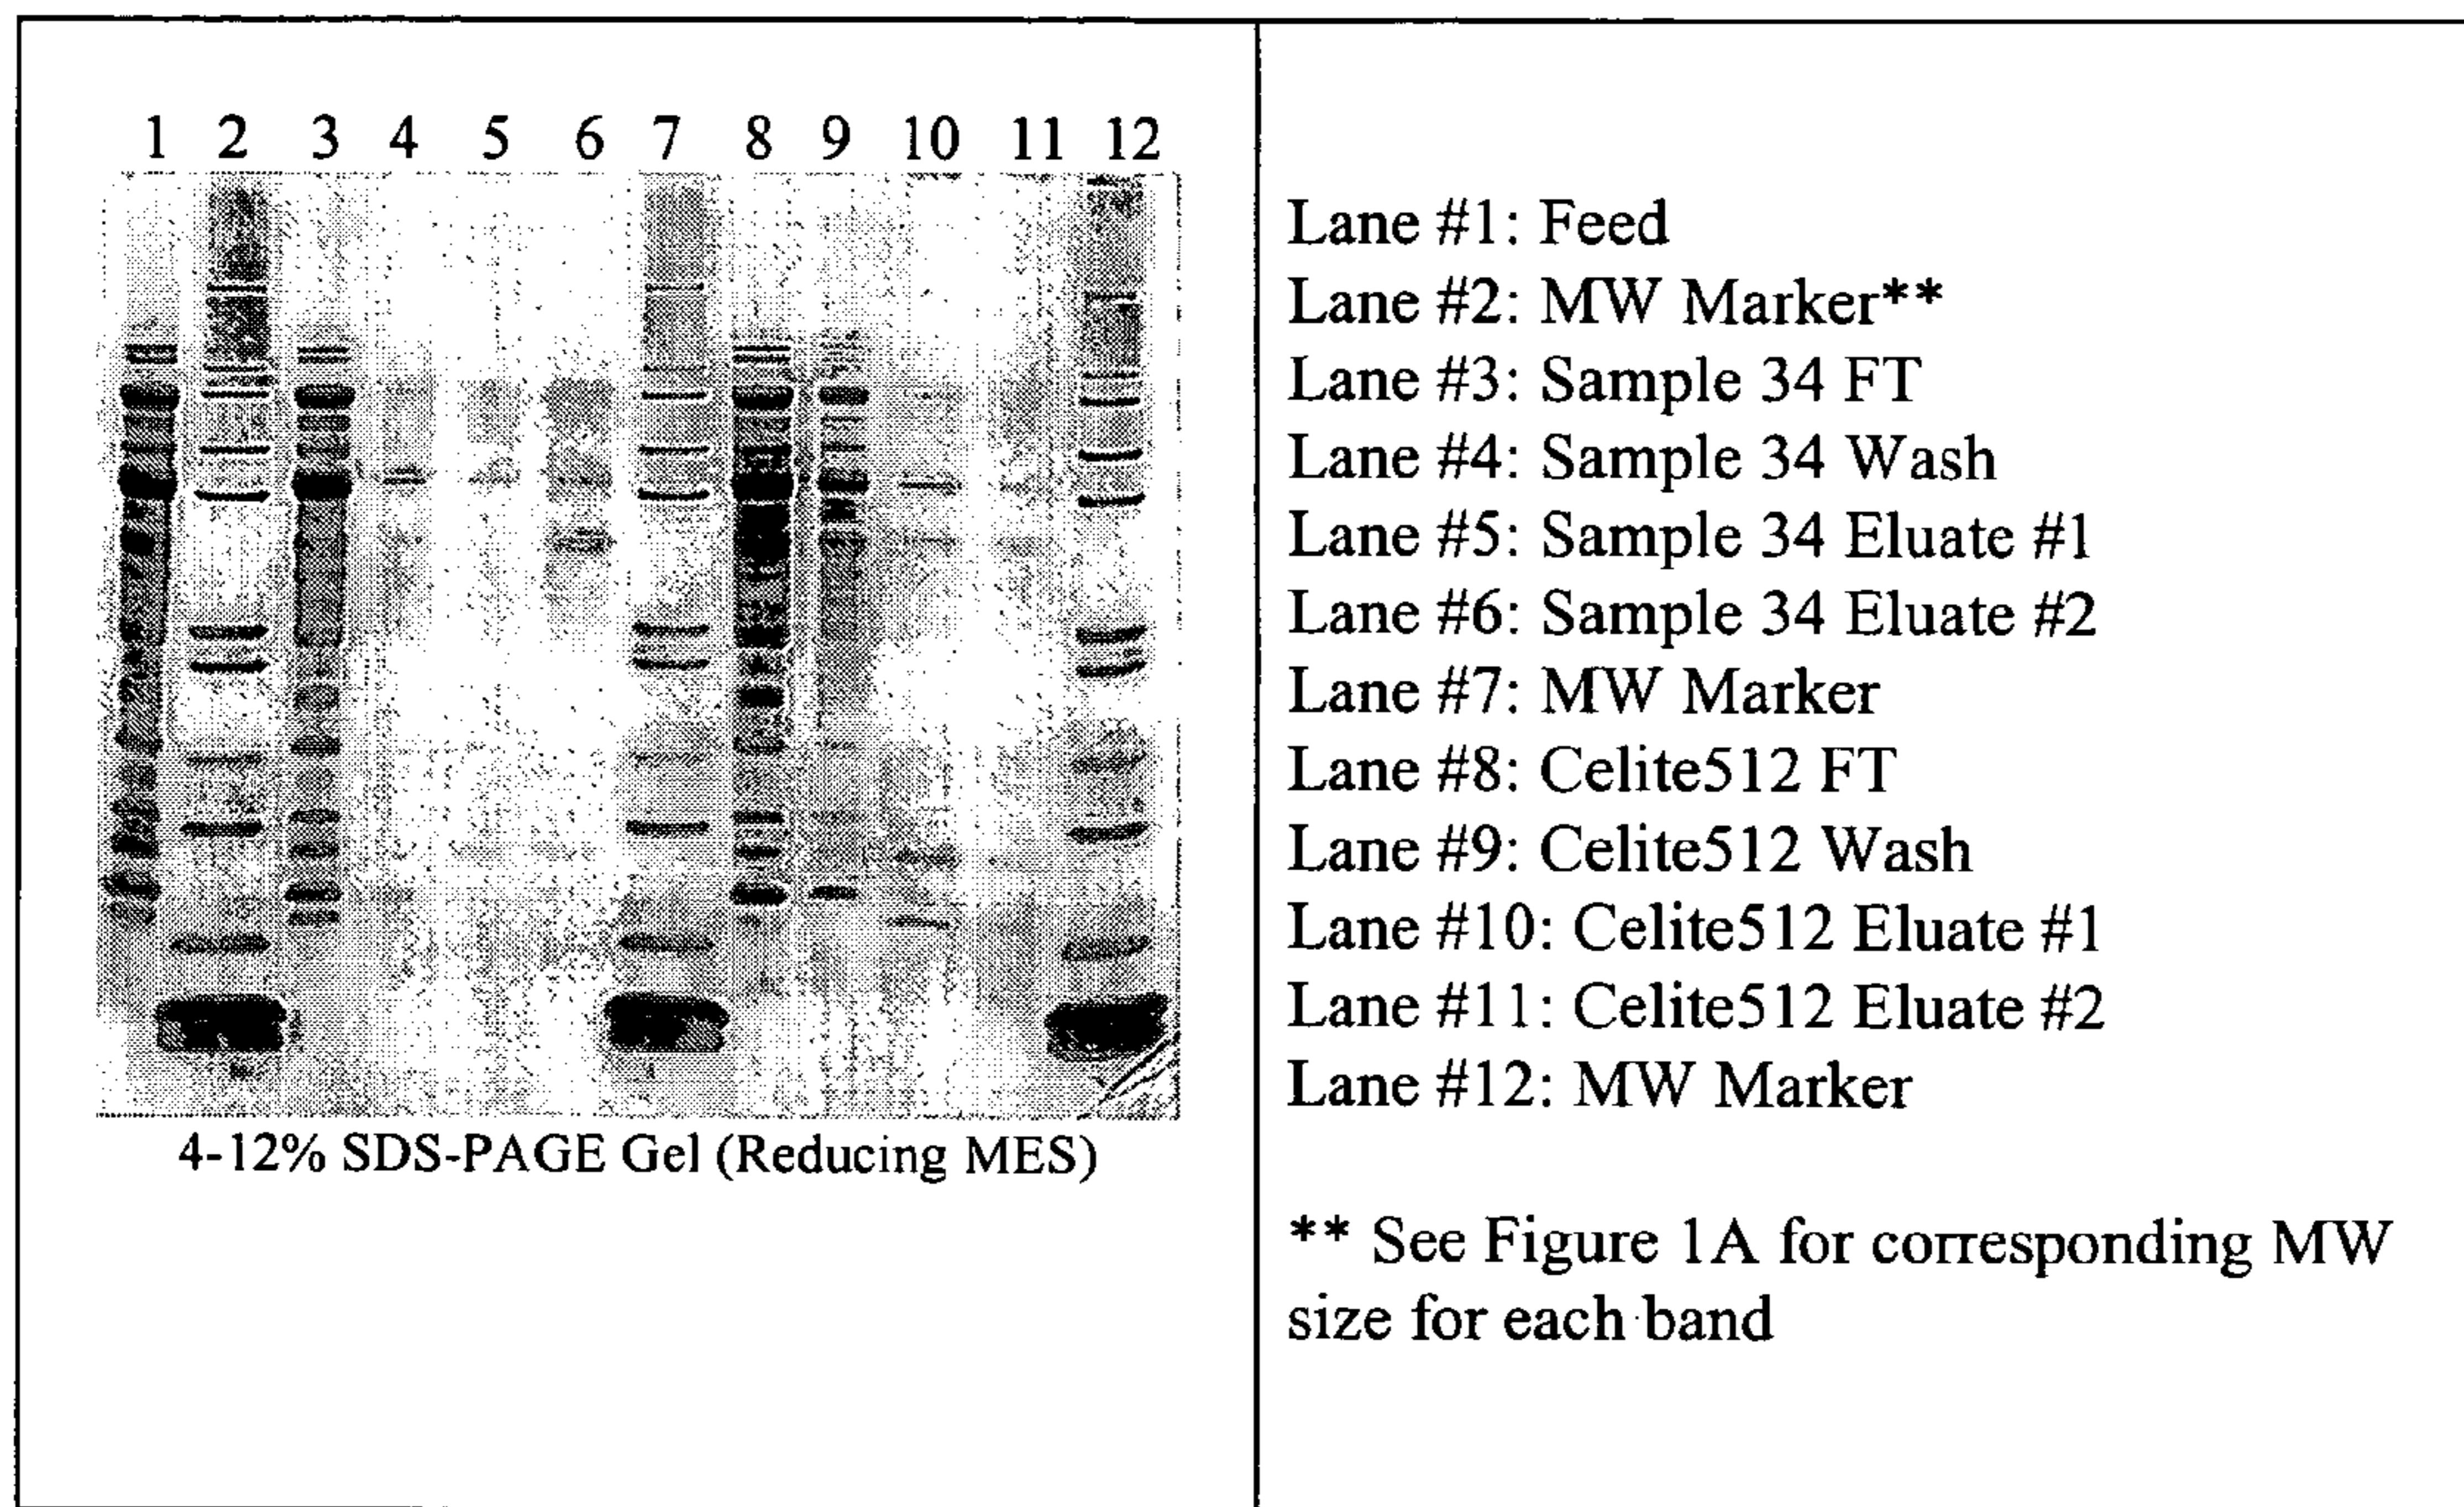 1 2 3 4 5 6 7 8 9 10 11 12
4-12% SDS-PAGE Gel (Reducing MES)
Lane #1: Feed
Lane #2: MW Marker**
Lane #3: Sample 34 FT
Lane #4: Sample 34 Wash
Lane #5: Sample 34 Eluate #1
Lane #6: Sample 34 Eluate #2
Lane #7: MW Marker
Lane #8: Celite512 FT
Lane #9: Celite512 Wash
Lane #10: Celite512 Eluate #1
Lane #11: Celite512 Eluate #2
Lane #12: MW Marker
** See Figure 1A for corresponding MW
size for each band